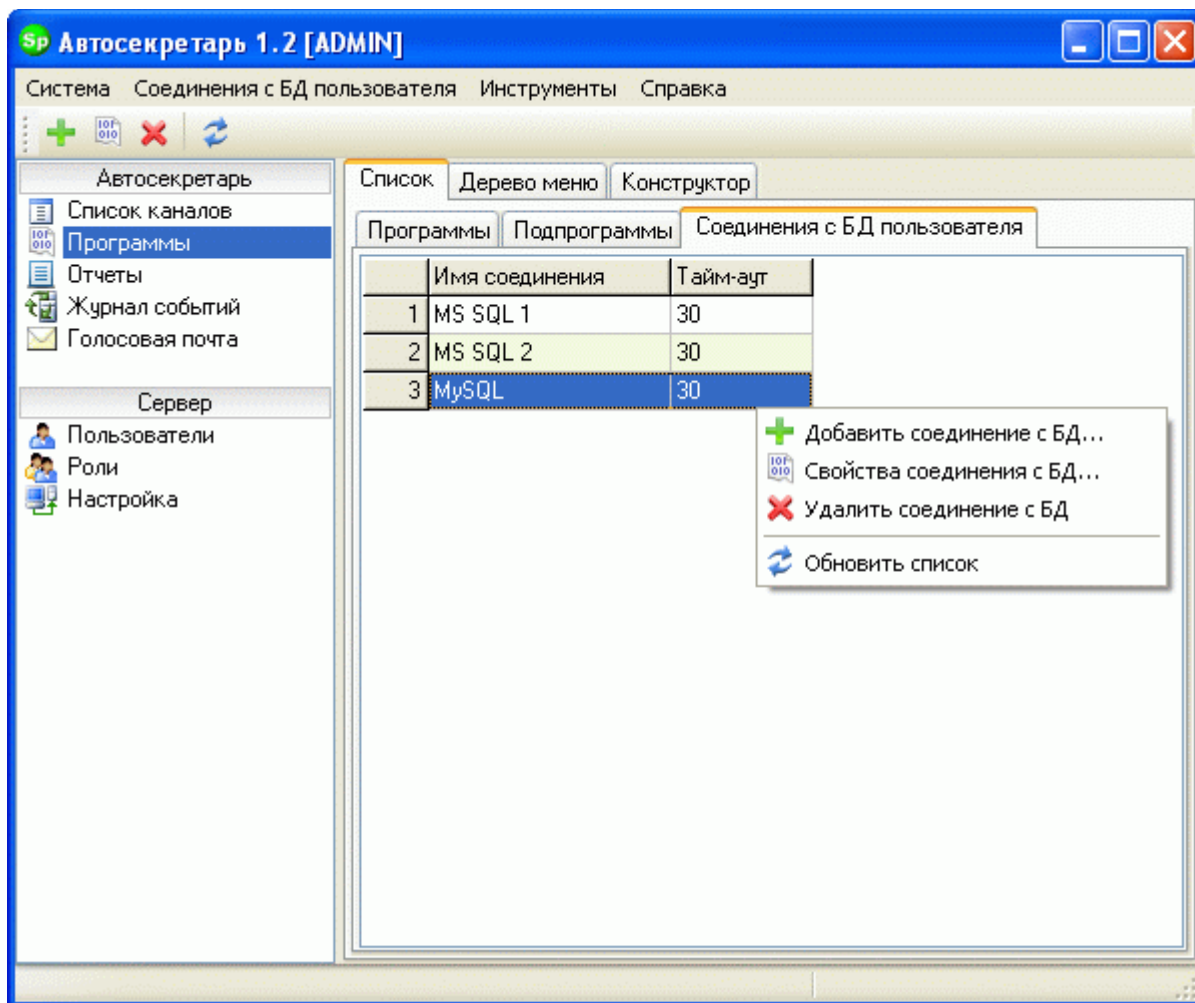 Sp Автосекретарь 1.2 [ADMIN]
Система Соединения с БД пользователя Инструменты Справка
Автосекретарь
Список каналов
Программы
Отчеты
Журнал событий
Голосовая почта
Сервер
Пользователи
Роли
Настройка
Список Дерево меню Конструктор
Программы Подпрограммы Соединения с БД пользователя
Имя соединения Тайм-аут
1 MS SQL 1 30
2 MS SQL 2 30
3 MySQL 30
Добавить соединение с БД...
Свойства соединения с БД...
Удалить соединение с БД
Обновить список